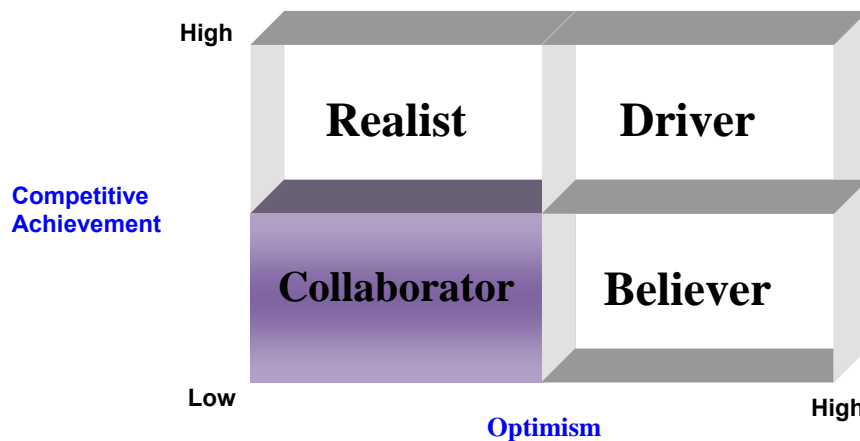 High
Realist
Driver
Competitive
Achievement
Collaborator
Believer
Low
High
Optimism